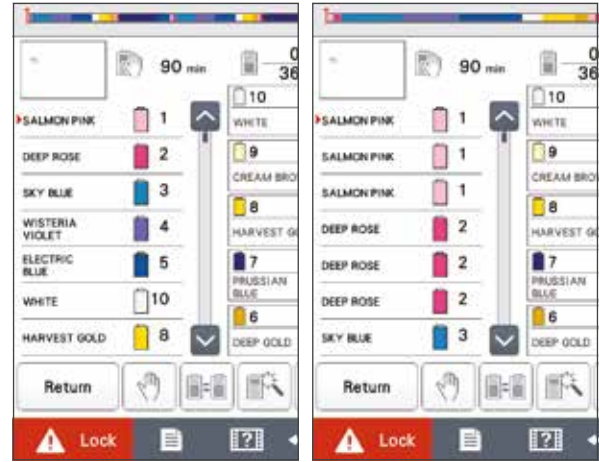 90 min
0
36
SALMON PINK 1
DEEP ROSE 2
SKY BLUE 3
WISTERIA
VIOLET 4
ELECTRIC
BLUE 5
WHITE 10
HARVEST GOLD 8
10
WHITE
9
CREAM BRO
8
HARVEST GO
7
PRUSSIAN
BLUE
6
DEEP GOLD
Return
Lock
?
90 min
0
36
SALMON PINK 1
SALMON PINK 1
SALMON PINK 1
DEEP ROSE 2
DEEP ROSE 2
DEEP ROSE 2
SKY BLUE 3
10
WHITE
9
CREAM BRO
8
HARVEST GO
7
PRUSSIAN
BLUE
6
DEEP GOLD
Return
Lock
?